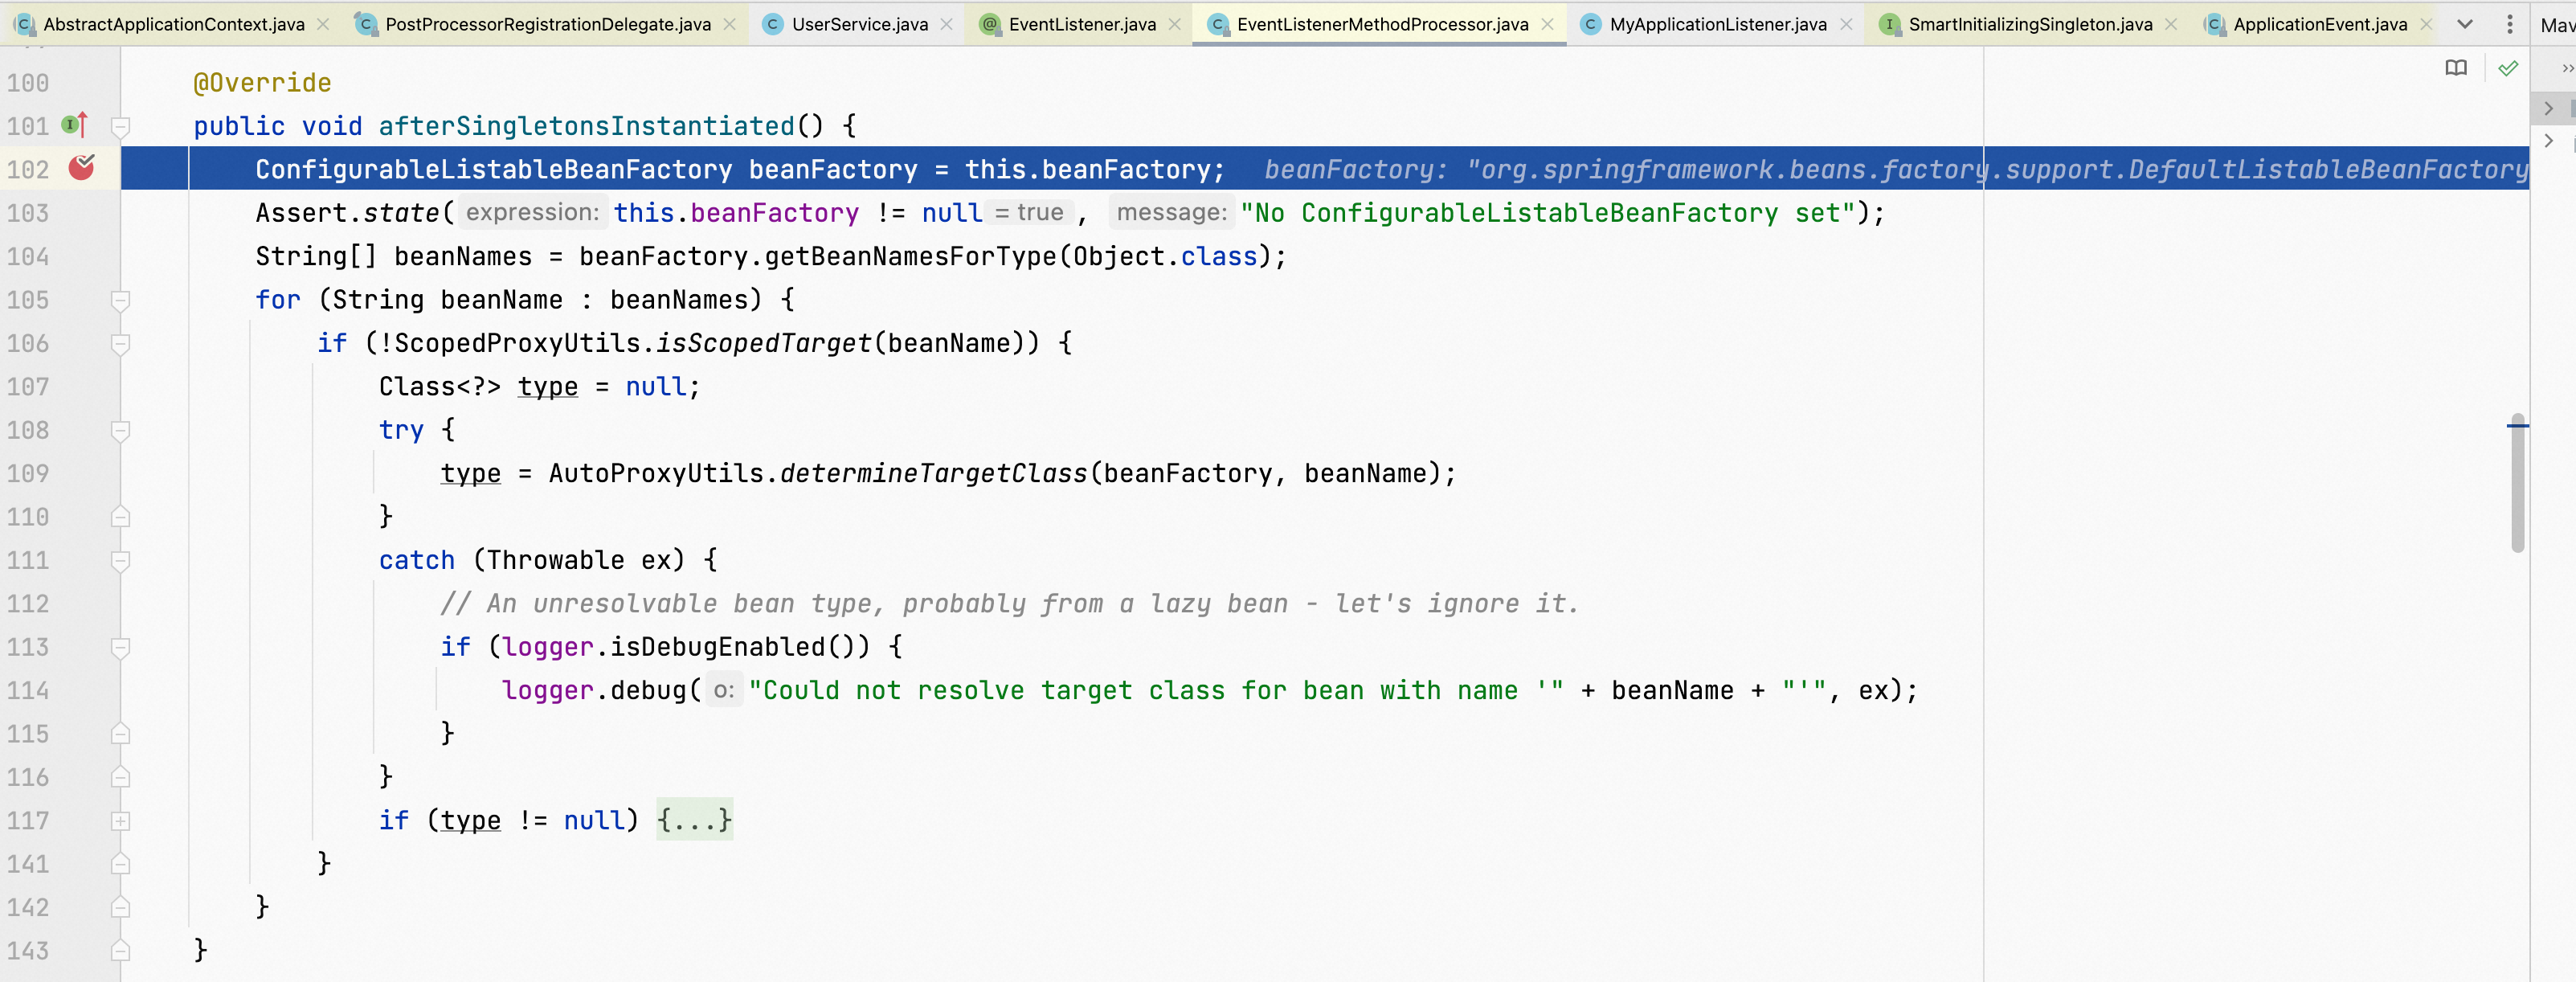 AbstractApplicationContext.java PostProcessorRegistrationDelegate.java UserService.java EventListener.java EventListenerMethodProcessor.java MyApplicationListener.java SmartInitializingSingleton.java ApplicationEvent.java Mav
100 @Override
101 public void afterSingletonsInstantiated() {
102 ConfigurableListableBeanFactory beanFactory = this.beanFactory; beanFactory: "org.springframework.beans.factory.support.DefaultListableBeanFactory
103 Assert.state( expression: this.beanFactory != null = true , message: "No ConfigurableListableBeanFactory set");
104 String[] beanNames = beanFactory.getBeanNamesForType(Object.class);
105 for (String beanName : beanNames) {
106 if (!ScopedProxyUtils.isScopedTarget(beanName)) {
107 Class<?> type = null;
108 try {
109 type = AutoProxyUtils.determineTargetClass(beanFactory, beanName);
110 }
111 catch (Throwable ex) {
112 // An unresolvable bean type, probably from a lazy bean - let's ignore it.
113 if (logger.isDebugEnabled()) {
114 logger.debug( o: "Could not resolve target class for bean with name '" + beanName + "'", ex);
115 }
116 }
117 if (type != null) {...}
141 }
142 }
143 }